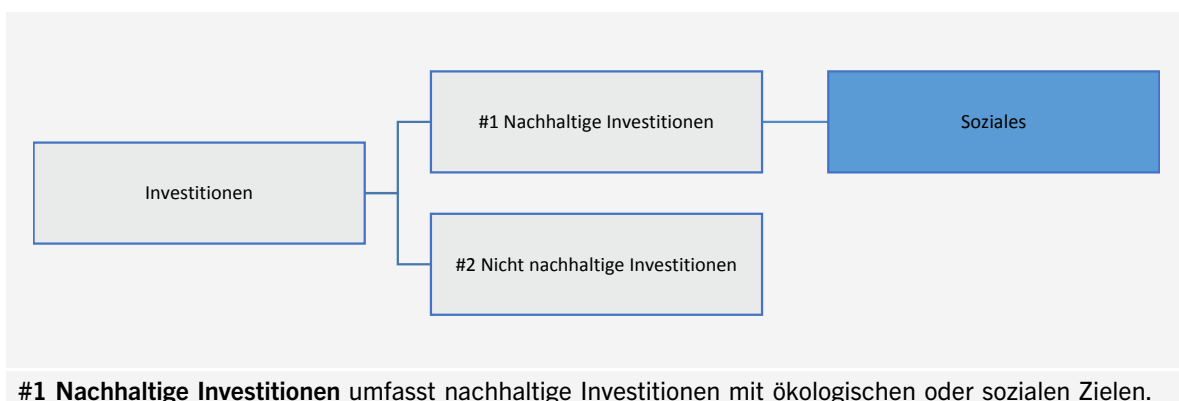 #1 Nachhaltige Investitionen
Soziales
Investitionen
#2 Nicht nachhaltige Investitionen
#1 Nachhaltige Investitionen umfasst nachhaltige Investitionen mit ökologischen oder sozialen Zielen.